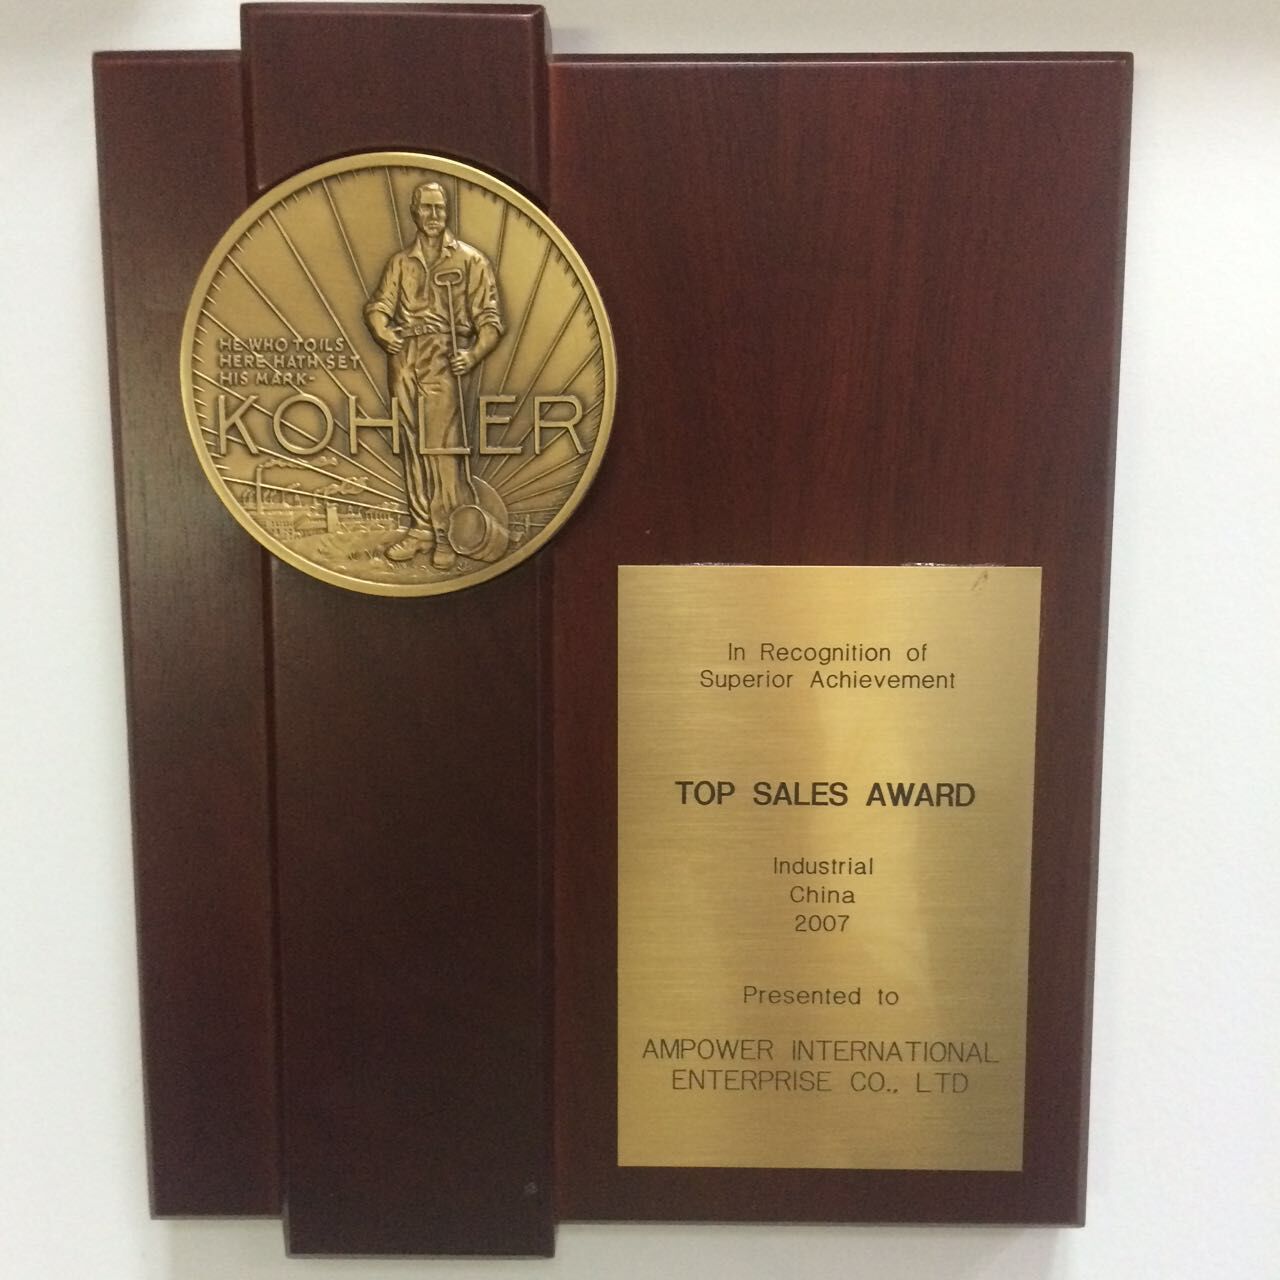 HE WHO TOILS
HERE HATH SET
HIS MARK-
KOHLER
In Recognition of
Superior Achievement
TOP SALES AWARD
Industrial
China
2007
Presented to
AMPOWER INTERNATIONAL
ENTERPRISE CO., LTD